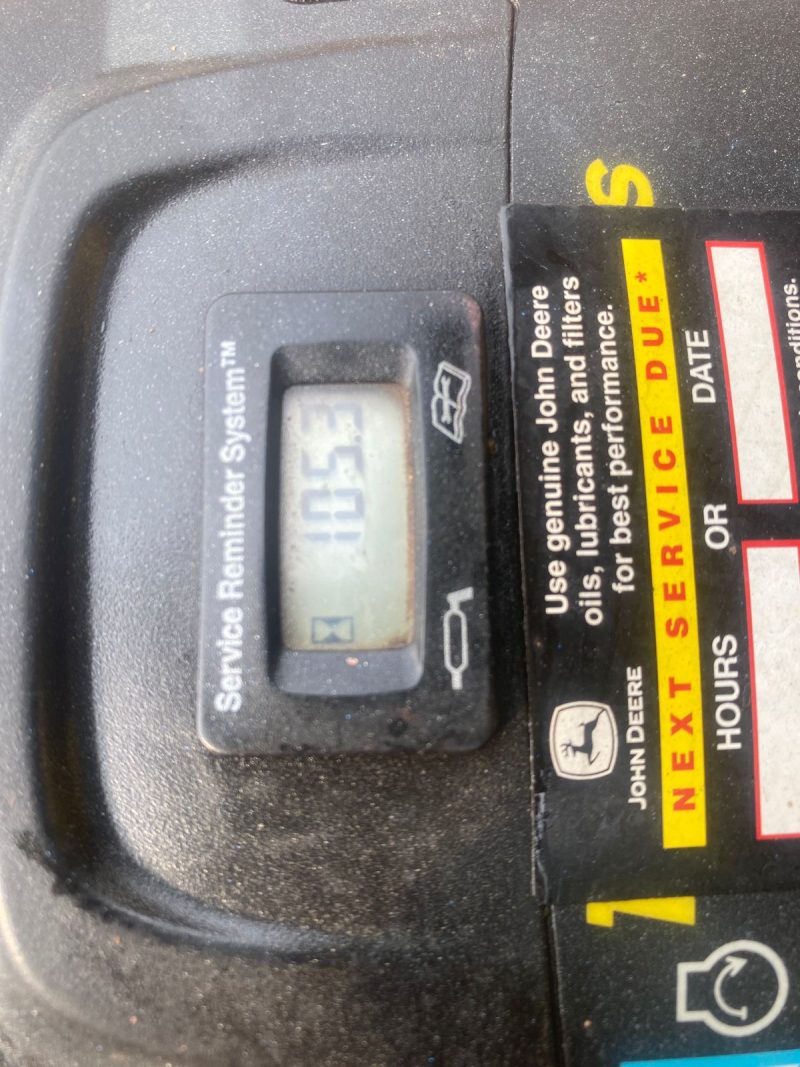 Service Reminder System™
1053
JOHN DEERE
Use genuine John Deere
oils, lubricants, and filters
for best performance.
NEXT SERVICE DUE*
HOURS OR DATE